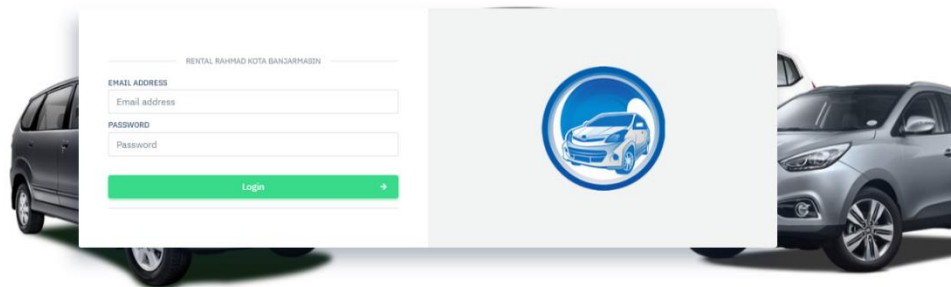 RENTAL RAHMAD KOTA BANJARMASIN
EMAIL ADDRESS
Email address
PASSWORD
Password
Login